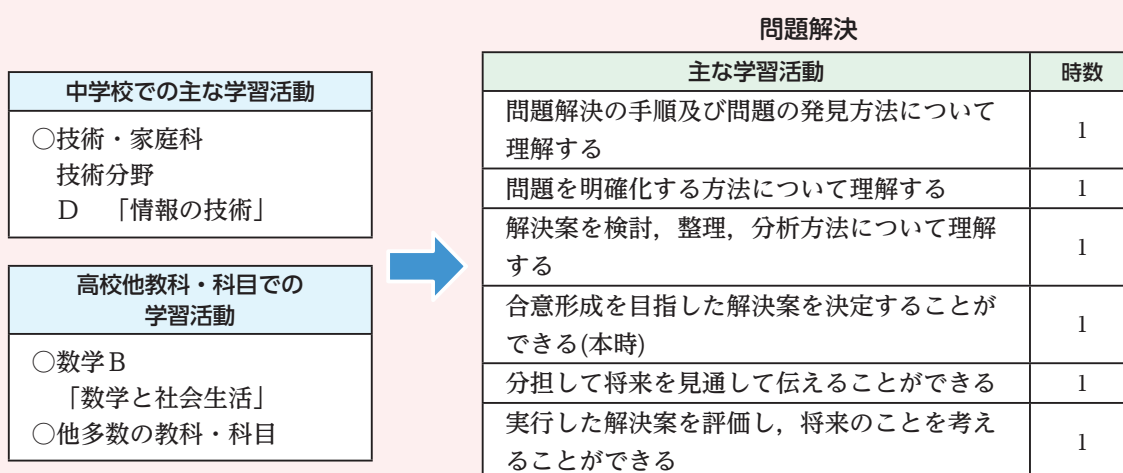 中学校での主な学習活動
○技術・家庭科
技術分野
D 「情報の技術」
高校他教科・科目での
学習活動
○数学B
「数学と社会生活」
○他多数の教科・科目
問題解決
主な学習活動 時数
問題解決の手順及び問題の発見方法について
理解する
1
問題を明確化する方法について理解する 1
解決案を検討，整理，分析方法について理解
する
1
合意形成を目指した解決案を決定することが
できる(本時)
1
分担して将来を見通して伝えることができる 1
実行した解決案を評価し，将来のことを考え
ることができる
1